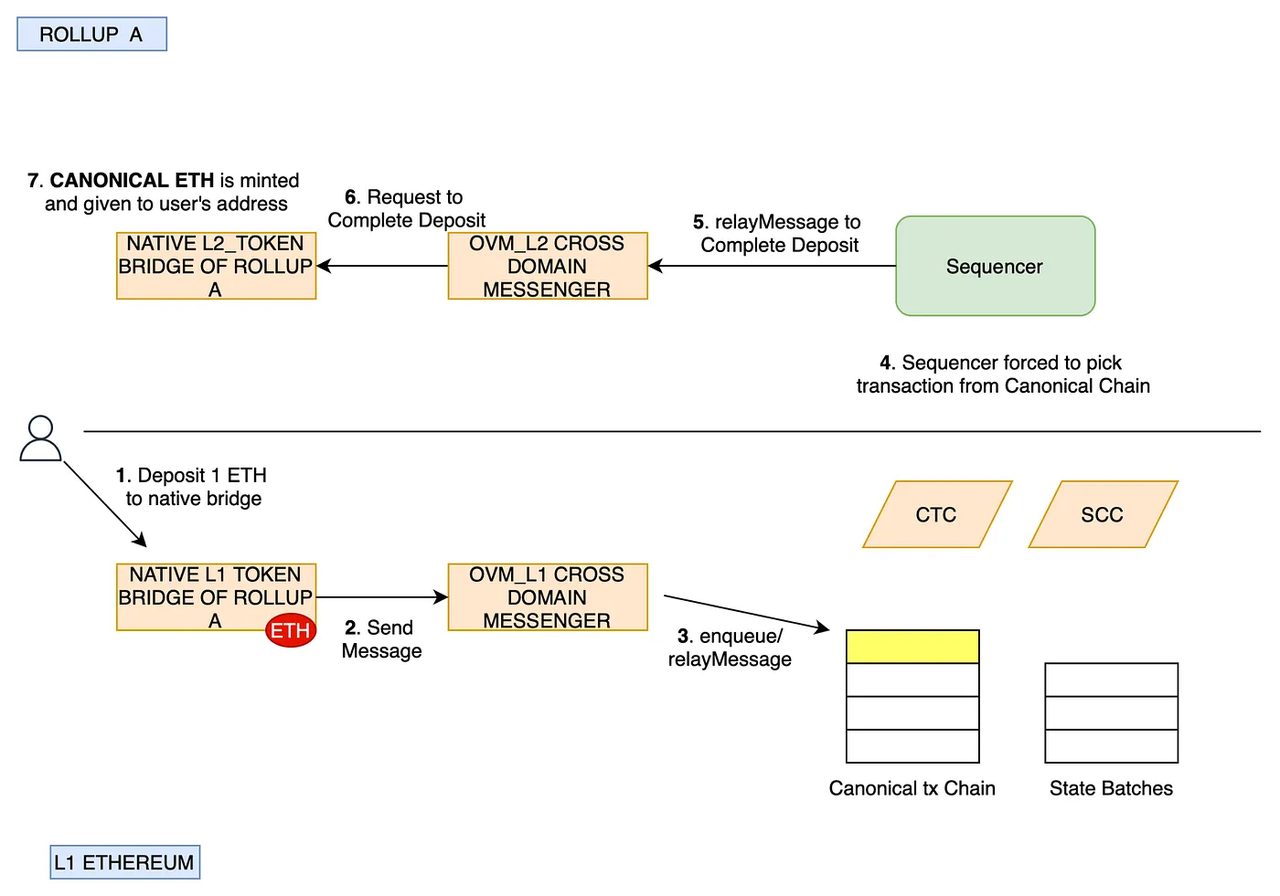 ROLLUP A
7. CANONICAL ETH is minted
and given to user's address
6. Request to
Complete Deposit
5. relayMessage to
Complete Deposit
NATIVE L2_TOKEN
BRIDGE OF ROLLUP
A
OVM_L2 CROSS
DOMAIN
MESSENGER
Sequencer
4. Sequencer forced to pick
transaction from Canonical Chain
1. Deposit 1 ETH
to native bridge
CTC
SCC
NATIVE L1 TOKEN
BRIDGE OF ROLLUP
A
ETH
2. Send
Message
OVM_L1 CROSS
DOMAIN
MESSENGER
3. enqueue/
relayMessage
Canonical tx Chain
State Batches
L1 ETHEREUM